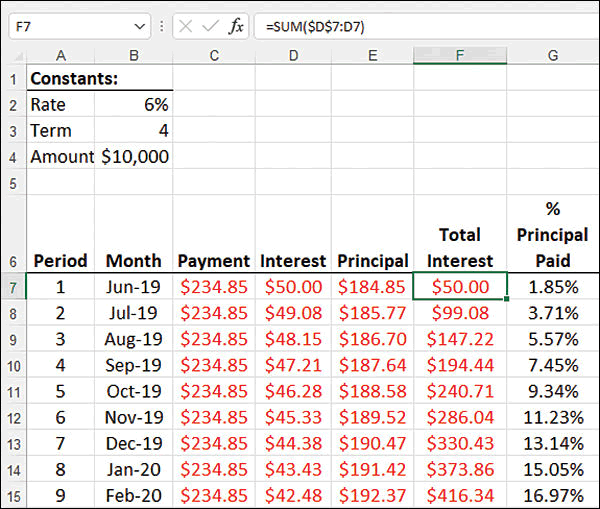 F7 fx =SUM($D$7:D7)
A B C D E F G
1 Constants:
2 Rate 6%
3 Term 4
4 Amount $10,000
5
%
Total Principal
6 Period Month Payment Interest Principal Interest Paid
7 1 Jun-19 $234.85 $50.00 $184.85 $50.00 1.85%
8 2 Jul-19 $234.85 $49.08 $185.77 $99.08 3.71%
9 3 Aug-19 $234.85 $48.15 $186.70 $147.22 5.57%
10 4 Sep-19 $234.85 $47.21 $187.64 $194.44 7.45%
11 5 Oct-19 $234.85 $46.28 $188.58 $240.71 9.34%
12 6 Nov-19 $234.85 $45.33 $189.52 $286.04 11.23%
13 7 Dec-19 $234.85 $44.38 $190.47 $330.43 13.14%
14 8 Jan-20 $234.85 $43.43 $191.42 $373.86 15.05%
15 9 Feb-20 $234.85 $42.48 $192.37 $416.34 16.97%